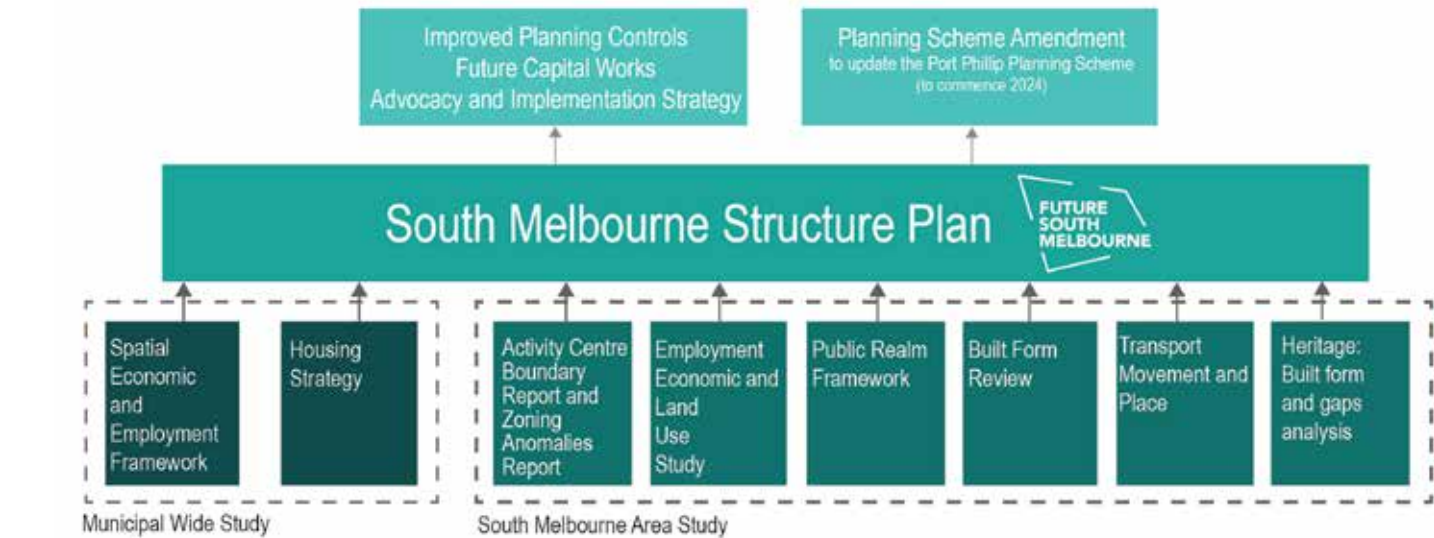 Improved Planning Controls
Future Capital Works
Advocacy and Implementation Strategy
Planning Scheme Amendment
to update the Port Phillip Planning Scheme
(to commence 2024)
South Melbourne Structure Plan
FUTURE
SOUTH
MELBOURNE
Spatial
Economic
and
Employment
Framework
Housing
Strategy
Activity Centre
Boundary
Report and
Zoning
Anomalies
Report
Employment
Economic and
Land
Use
Study
Public Realm
Framework
Built Form
Review
Transport
Movement and
Place
Heritage:
Built form
and gaps
analysis
Municipal Wide Study
South Melbourne Area Study